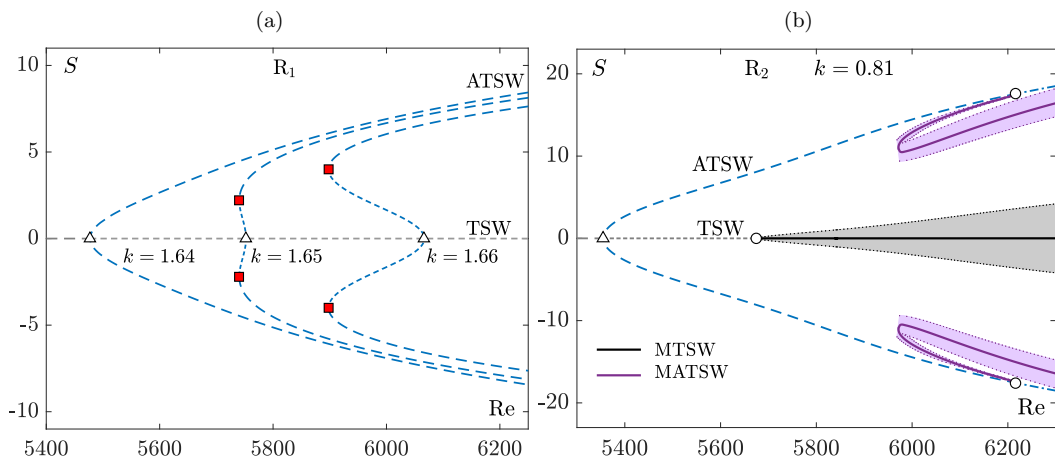 (a)
S
R₁
ATSW
TSW
k = 1.64
k = 1.65
k = 1.66
Re
10
5
0
-5
-10
5400
5600
5800
6000
6200
(b)
S
R₂
k = 0.81
ATSW
TSW
MTSW
MATSW
Re
20
10
0
-10
-20
5400
5600
5800
6000
6200